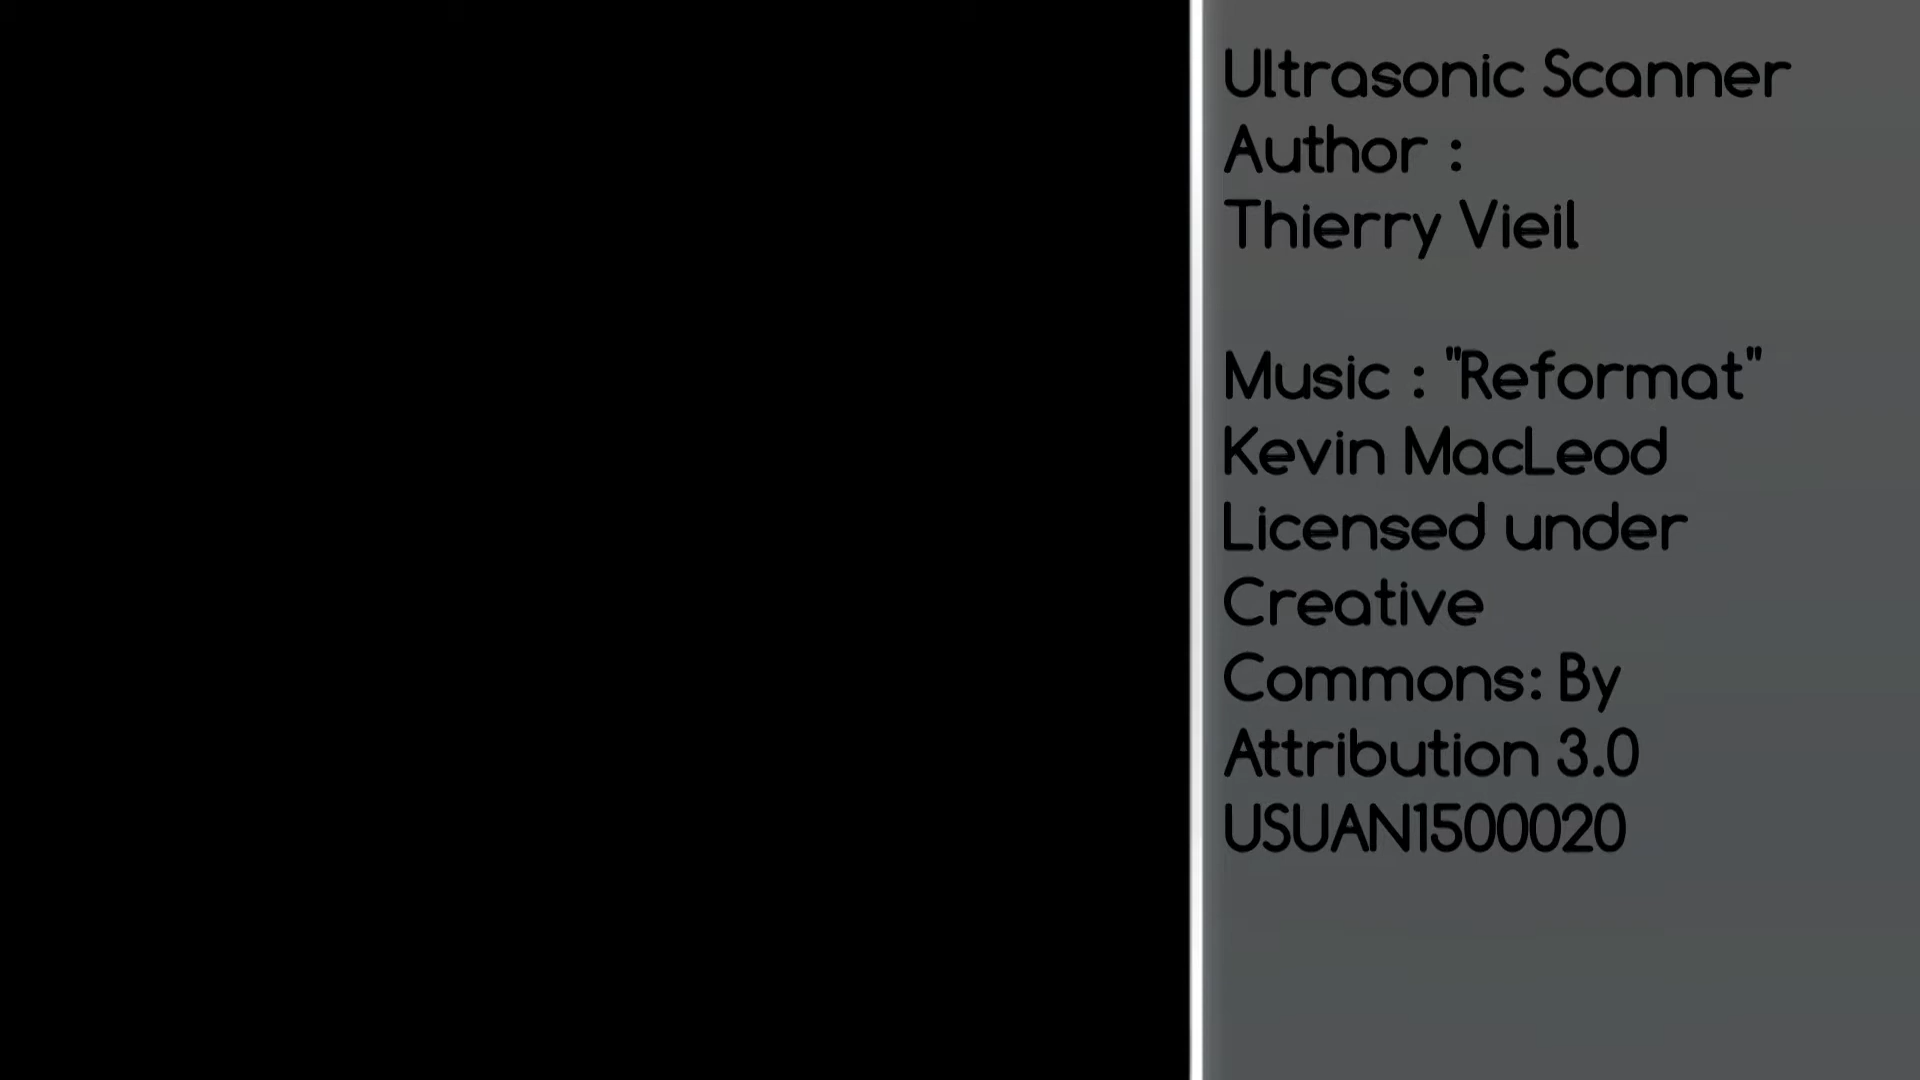 Ultrasonic Scanner
Author :
Thierry Vieil
Music : "Reformat"
Kevin MacLeod
Licensed under
Creative
Commons: By
Attribution 3.0
USUAN1500020